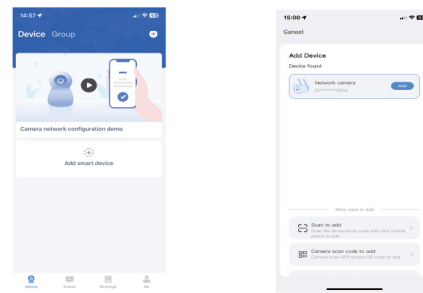 14:57
Device Group
Camera network configuration demo
Add smart device
Device
Events
Recharge
Me
15:00
Cancel
Add Device
Device found
Network camera
Add
More ways to add
Scan to add
Scan the device body code with your mobile
phone to add
Camera scan code to add
Camera scan APP screen QR code to add